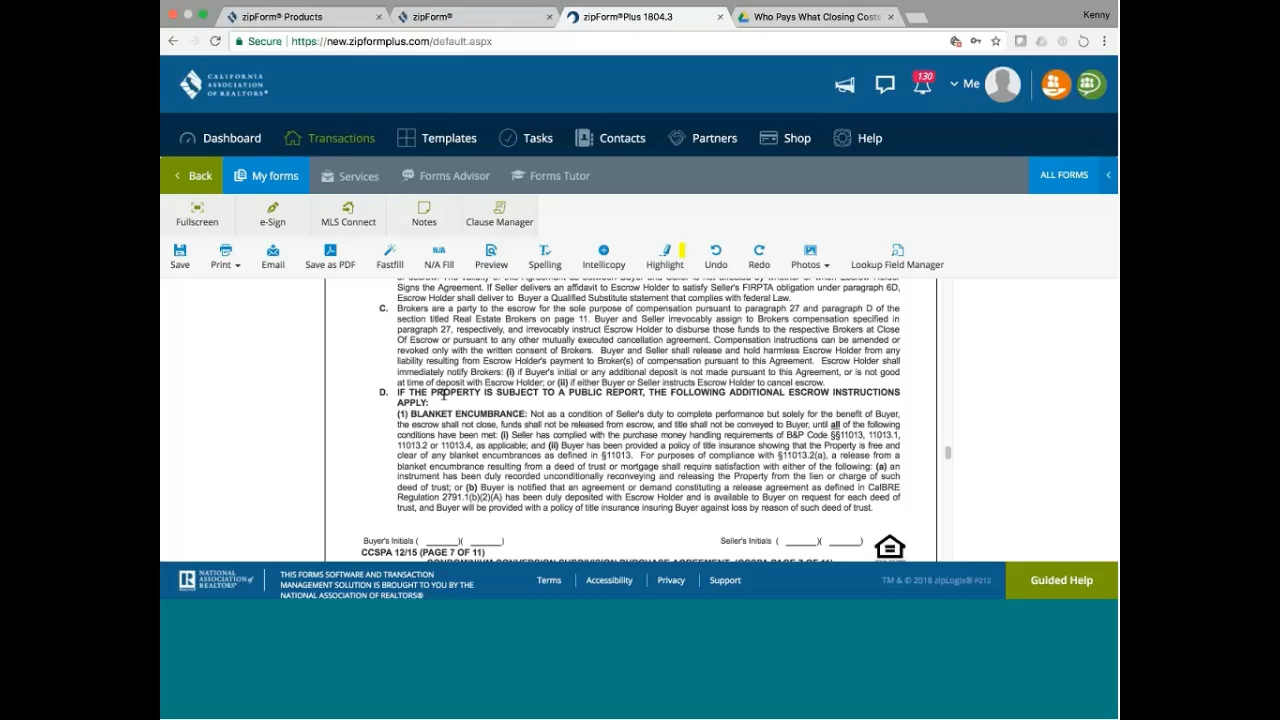 zipForm® Products
zipForm®
zipForm®Plus 1804.3
Who Pays What Closing Costs
Kenny
Secure
https://new.zipformplus.com/default.aspx
CALIFORNIA
ASSOCIATION
OF REALTORS®
130
Me
Dashboard
Transactions
Templates
Tasks
Contacts
Partners
Shop
Help
Back
My forms
Services
Forms Advisor
Forms Tutor
ALL FORMS
Fullscreen
e-Sign
MLS Connect
Notes
Clause Manager
N/A
Save
Print
Email
Save as PDF
Fastfill
N/A Fill
Preview
Spelling
Intellicopy
Highlight
Undo
Redo
Photos
Lookup Field Manager
Signs the Agreement. If Seller delivers an affidavit to Escrow Holder to satisfy Seller's FIRPTA obligation under paragraph 6D,
Escrow Holder shall deliver to Buyer a Qualified Substitute statement that complies with federal Law.
C. Brokers are a party to the escrow for the sole purpose of compensation pursuant to paragraph 27 and paragraph D of the
section titled Real Estate Brokers on page 11. Buyer and Seller irrevocably assign to Brokers compensation specified in
paragraph 27, respectively, and irrevocably instruct Escrow Holder to disburse those funds to the respective Brokers at Close
Of Escrow or pursuant to any other mutually executed cancellation agreement. Compensation instructions can be amended or
revoked only with the written consent of Brokers. Buyer and Seller shall release and hold harmless Escrow Holder from any
liability resulting from Escrow Holder's payment to Broker(s) of compensation pursuant to this Agreement. Escrow Holder shall
immediately notify Brokers: (i) if Buyer's initial or any additional deposit is not made pursuant to this Agreement, or is not good
at time of deposit with Escrow Holder; or (ii) if either Buyer or Seller instructs Escrow Holder to cancel escrow.
D. IF THE PROPERTY IS SUBJECT TO A PUBLIC REPORT, THE FOLLOWING ADDITIONAL ESCROW INSTRUCTIONS
APPLY:
(1) BLANKET ENCUMBRANCE: Not as a condition of Seller's duty to complete performance but solely for the benefit of Buyer,
the escrow shall not close, funds shall not be released from escrow, and title shall not be conveyed to Buyer, until all of the following
conditions have been met: (i) Seller has complied with the purchase money handling requirements of B&P Code §§11013, 11013.1,
11013.2 or 11013.4, as applicable; and (ii) Buyer has been provided a policy of title insurance showing that the Property is free and
clear of any blanket encumbrances as defined in §11013. For purposes of compliance with §11013.2(a), a release from a
blanket encumbrance resulting from a deed of trust or mortgage shall require satisfaction with either of the following: (a) an
instrument has been duly recorded unconditionally reconveying and releasing the Property from the lien or charge of such
deed of trust; or (b) Buyer is notified that an agreement or demand constituting a release agreement as defined in CalBRE
Regulation 2791.1(b)(2)(A) has been duly deposited with Escrow Holder and is available to Buyer on request for each deed of
trust, and Buyer will be provided with a policy of title insurance insuring Buyer against loss by reason of such deed of trust.
Buyer's Initials ( ______)(______)
Seller's Initials ( ______)(______)
CCSPA 12/15 (PAGE 7 OF 11)
CONDOMINIUM CONVERSION SUBDIVISION PURCHASE AGREEMENT (CCSPA PAGE 7 OF 11)
NATIONAL
ASSOCIATION of
REALTORS®
THIS FORMS SOFTWARE AND TRANSACTION
MANAGEMENT SOLUTION IS BROUGHT TO YOU BY THE
NATIONAL ASSOCIATION OF REALTORS®
Terms
Accessibility
Privacy
Support
TM & © 2018 zipLogix® P212
Guided Help